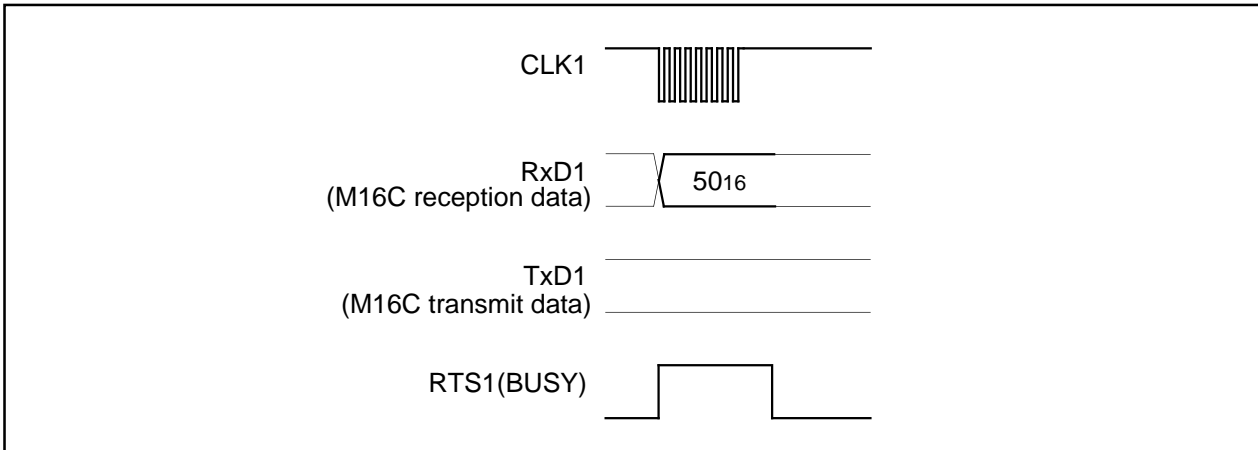 CLK1
RxD1
(M16C reception data)
5016
TxD1
(M16C transmit data)
RTS1(BUSY)